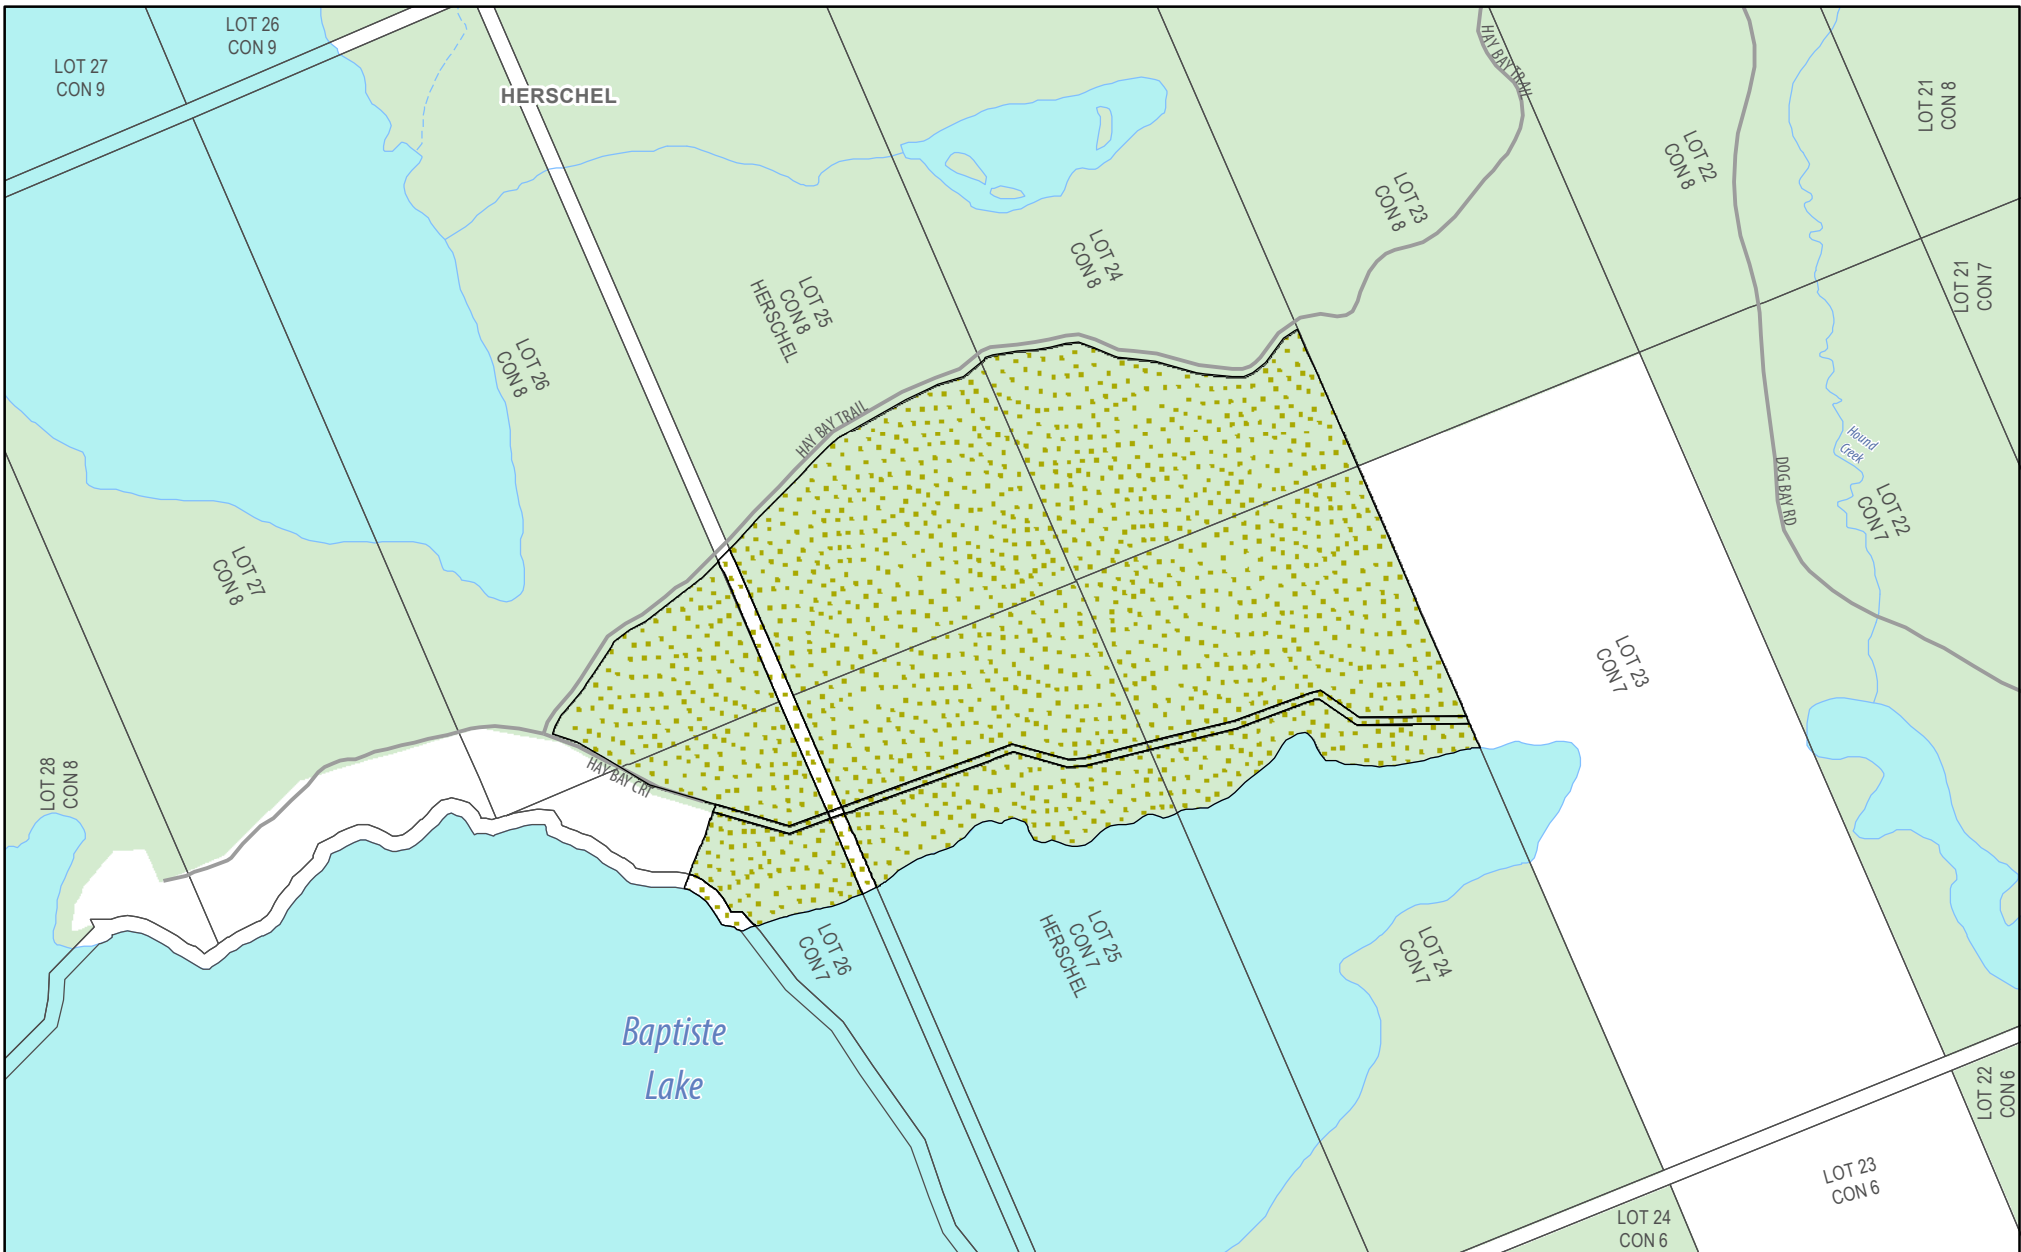 LOT 26
CON 9
LOT 27
CON 9
HERSCHEL
HAY BAY TRAIL
LOT 21
CON 8
LOT 22
CON 8
LOT 23
CON 8
LOT 24
CON 8
LOT 25
CON 8
HERSCHEL
LOT 21
CON 7
LOT 26
CON 8
HAY BAY TRAIL
Hound
Creek
DOG BAY RD
LOT 22
CON 7
LOT 27
CON 8
LOT 23
CON 7
LOT 28
CON 8
HAY BAY CRT
LOT 26
CON 7
LOT 25
CON 7
HERSCHEL
LOT 24
CON 7
Baptiste
Lake
LOT 22
CON 6
LOT 23
CON 6
LOT 24
CON 6